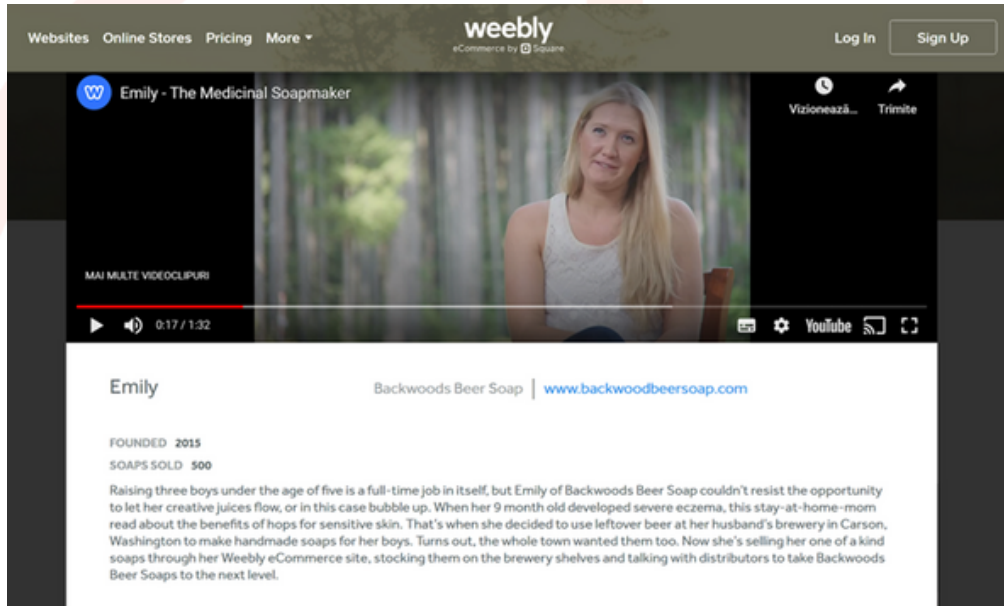 Websites Online Stores Pricing More
weebly
eCommerce by Square
Log In Sign Up
Emily - The Medicinal Soapmaker
Vizionează... Trimite
MAI MULTE VIDEOCLIPURI
0:17 / 1:32
YouTube
Emily
Backwoods Beer Soap | www.backwoodbeersoap.com
FOUNDED 2015
SOAPS SOLD 500
Raising three boys under the age of five is a full-time job in itself, but Emily of Backwoods Beer Soap couldn't resist the opportunity
to let her creative juices flow, or in this case bubble up. When her 9 month old developed severe eczema, this stay-at-home-mom
read about the benefits of hops for sensitive skin. That's when she decided to use leftover beer at her husband's brewery in Carson,
Washington to make handmade soaps for her boys. Turns out, the whole town wanted them too. Now she's selling her one of a kind
soaps through her Weebly eCommerce site, stocking them on the brewery shelves and talking with distributors to take Backwoods
Beer Soaps to the next level.